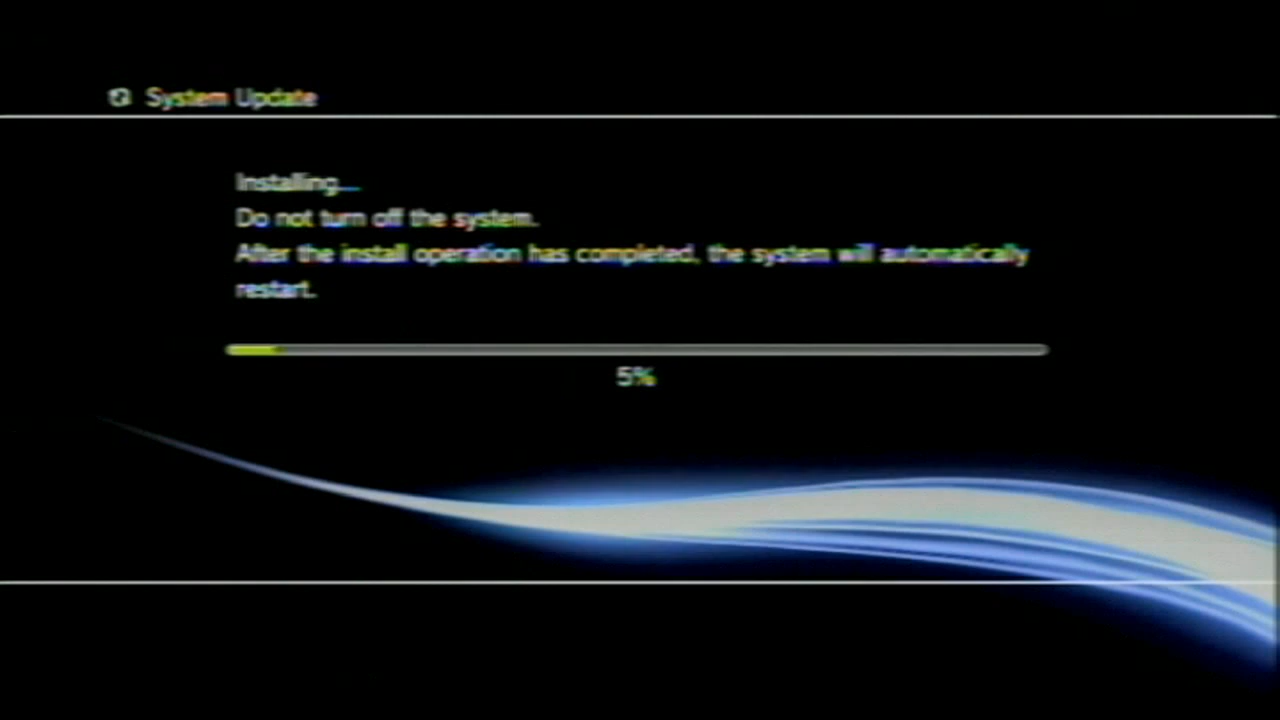 System Update
Installing...
Do not turn off the system.
After the install operation has completed, the system will automatically
restart.
5%